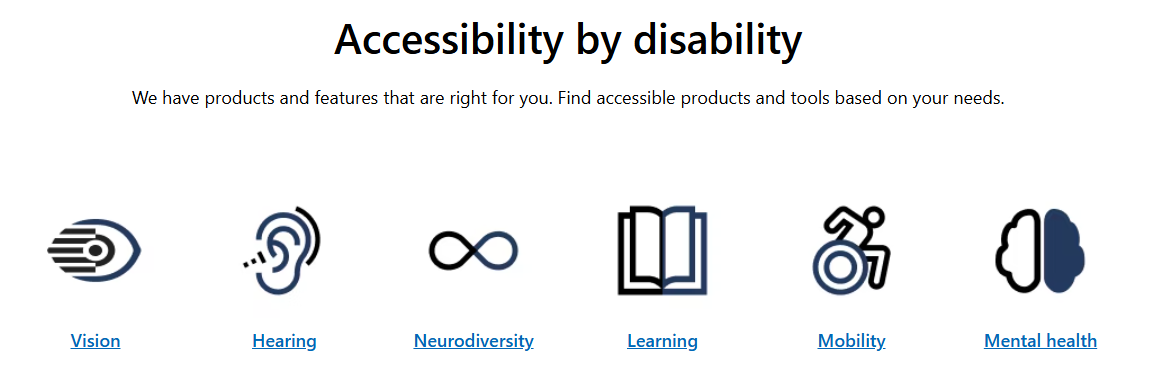 Accessibility by disability
We have products and features that are right for you. Find accessible products and tools based on your needs.
Vision
Hearing
Neurodiversity
Learning
Mobility
Mental health